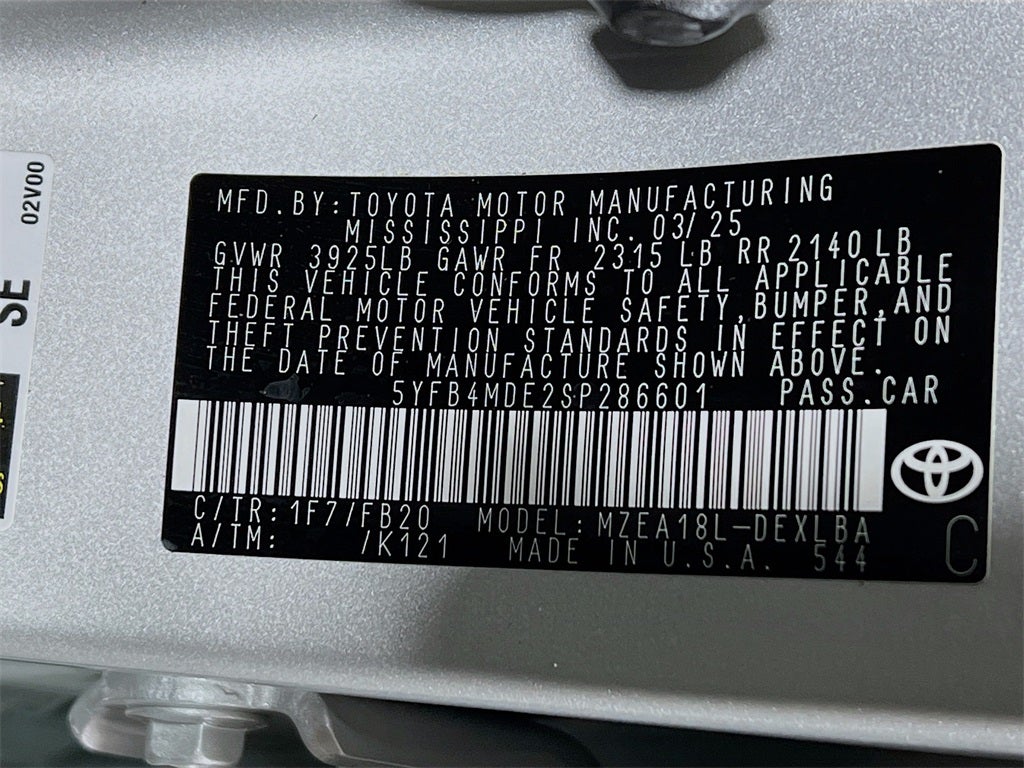 MFD.BY:TOYOTA MOTOR MANUFACTURING
MISSISSIPPI INC. 03/25
GVWR 3925LB GAWR FR 2315 LB RR 2140LB
THIS VEHICLE CONFORMS TO ALL APPLICABLE
FEDERAL MOTOR VEHICLE SAFETY,BUMPER,AND
THEFT PREVENTION STANDARDS IN EFFECT ON
THE DATE OF MANUFACTURE SHOWN ABOVE.
5YFB4MDE2SP286601 PASS.CAR
C/TR: 1F7/FB20 MODEL: MZEA18L-DEXLBA
A/TM: /K121 MADE IN U.S.A. 544
C
02V00
SE